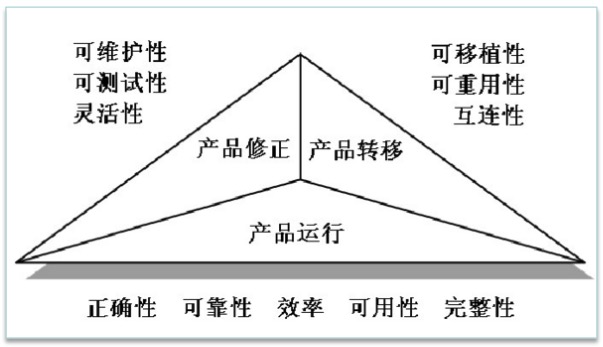 可维护性
可测试性
灵活性
可移植性
可重用性
互连性
产品修正
产品转移
产品运行
正确性 可靠性 效率 可用性 完整性